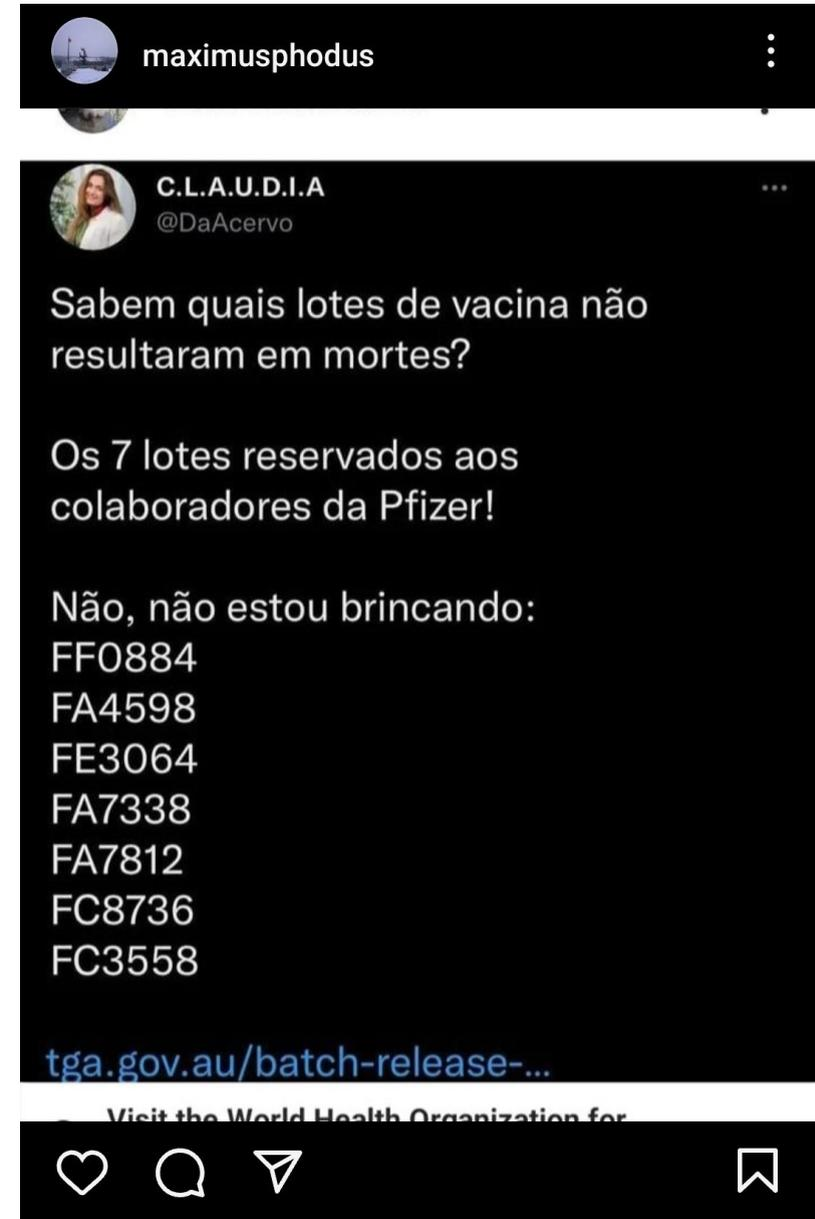 maximusphodus
C.L.A.U.D.I.A
@DaAcervo
Sabem quais lotes de vacina não
resultaram em mortes?
Os 7 lotes reservados aos
colaboradores da Pfizer!
Não, não estou brincando:
FF0884
FA4598
FE3064
FA7338
FA7812
FC8736
FC3558
tga.gov.au/batch-release-...
Visit the World Health Organization for